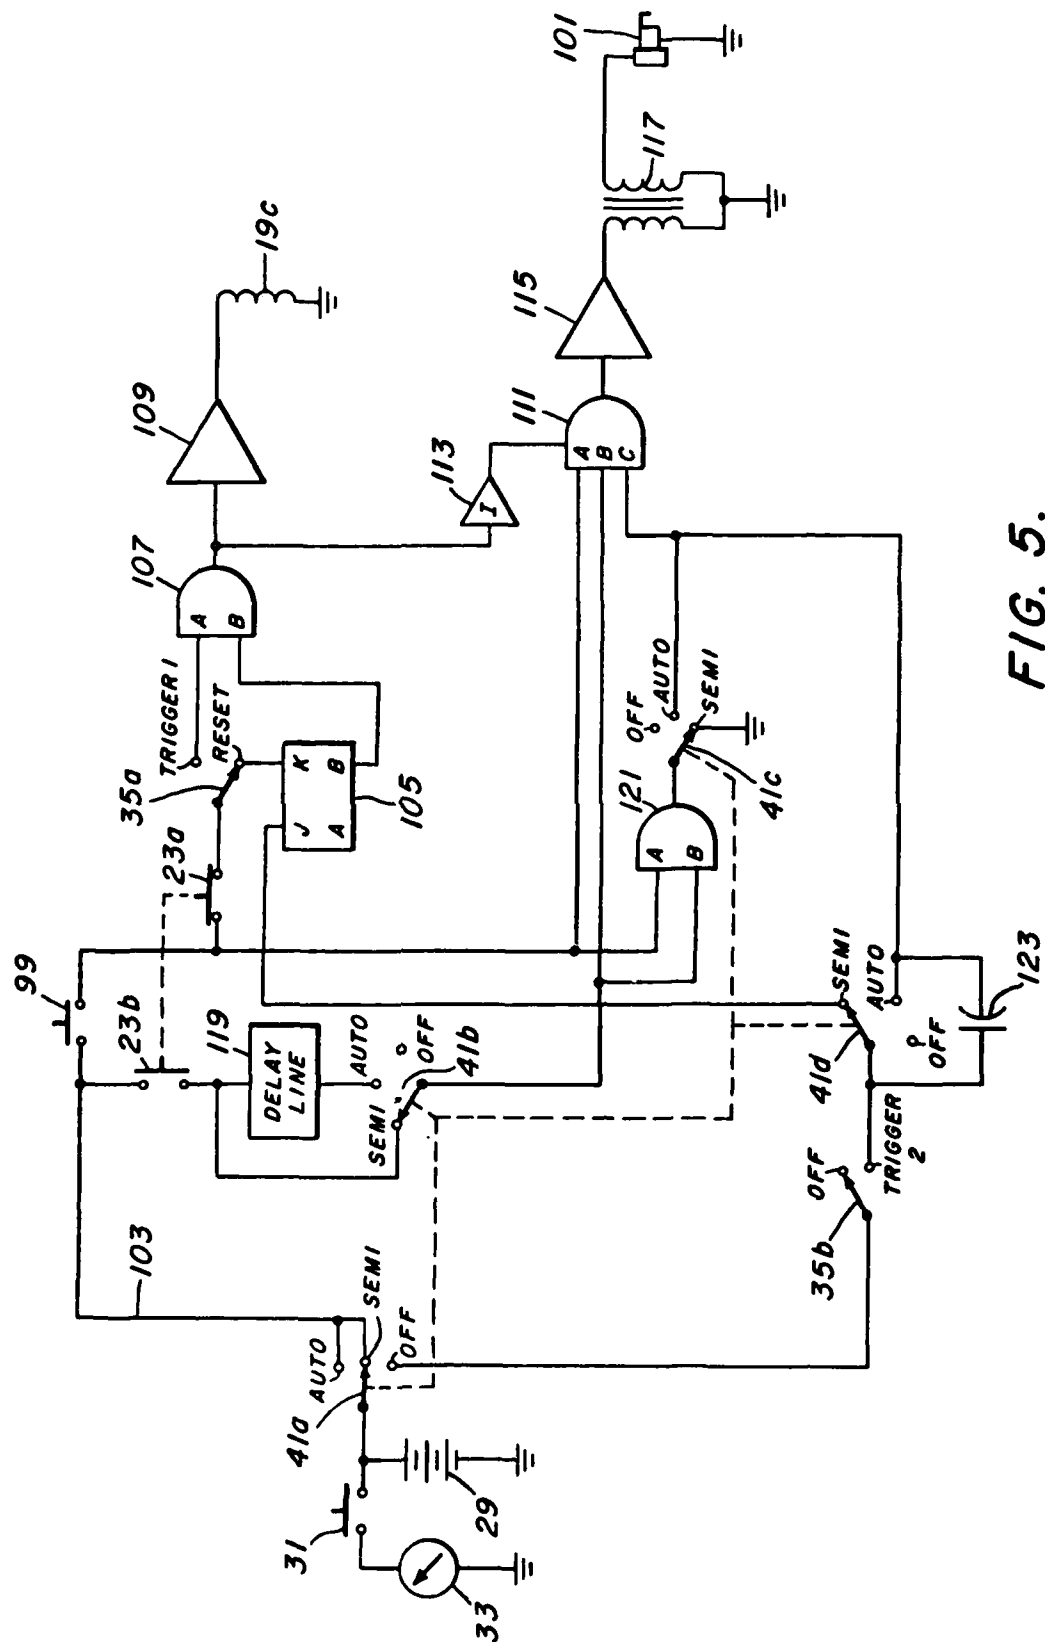 99
103
23b
23a
35a
TRIGGER 1
RESET
107
A
B
109
19c
119
DELAY
LINE
AUTO
OFF
SEMI
41b
J
K
A
B
105
113
I
111
A
B
C
115
117
101
31
33
29
41a
AUTO
SEMI
OFF
121
A
B
OFF
AUTO
SEMI
41c
35b
OFF
TRIGGER
2
41d
SEMI
AUTO
OFF
123
FIG. 5.